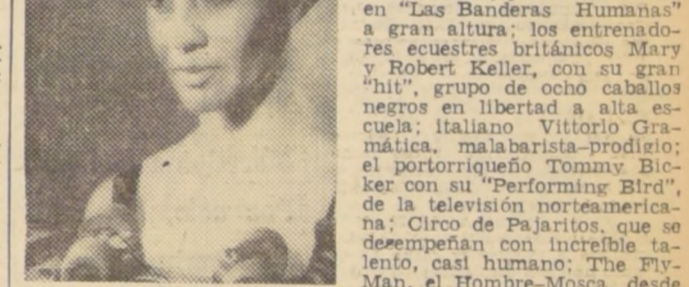 en "Las Banderas Humanas"
a gran altura; los entrenado-
res ecuestres británicos Mary
y Robert Keller, con su gran
"hit", grupo de ocho caballos
negros en libertad a alta es-
cuela; italiano Vittorio Gra-
mática, malabarista-prodigio;
el portorriqueño Tommy Bic-
ker con su "Performing Bird",
de la televisión norteamerica-
na; Circo de Pajaritos, que se
desempeñan con increíble ta-
lento, casi humano; The Fly-
Man, el Hombre-Mosca, desde